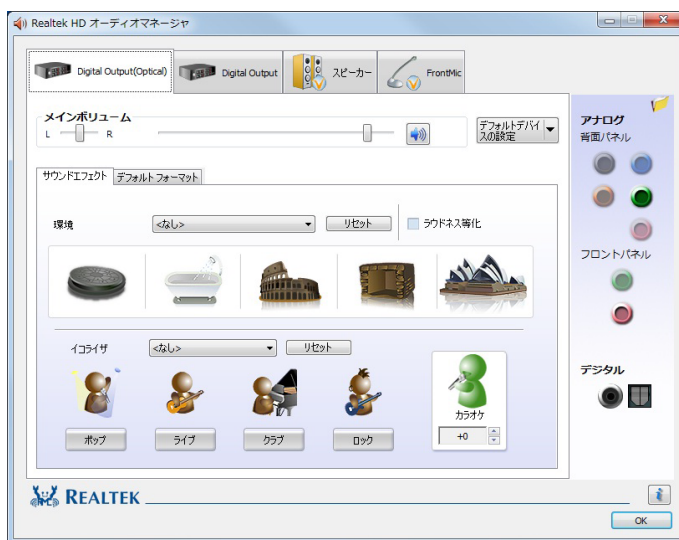 Realtek HD オーディオマネージャ
Digital Output(Optical)
Digital Output
スピーカー
FrontMic
メインボリューム
L
R
デフォルトデバイスの設定
サウンドエフェクト
デフォルト フォーマット
環境
<なし>
リセット
ラウドネス等化
イコライザ
<なし>
リセット
ポップ
ライブ
クラブ
ロック
カラオケ
+0
アナログ
背面パネル
フロントパネル
デジタル
REALTEK
i
OK